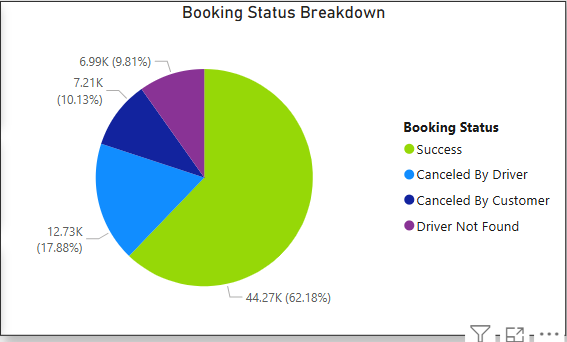 Booking Status Breakdown
6.99K (9.81%)
7.21K
(10.13%)
12.73K
(17.88%)
44.27K (62.18%)
Booking Status
Success
Canceled By Driver
Canceled By Customer
Driver Not Found